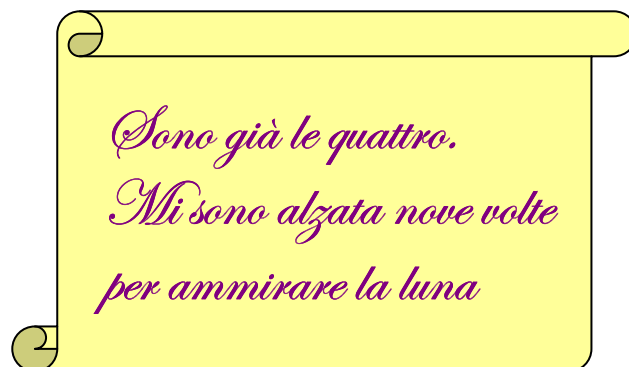 Sono già le quattro.
Mi sono alzata nove volte
per ammirare la luna